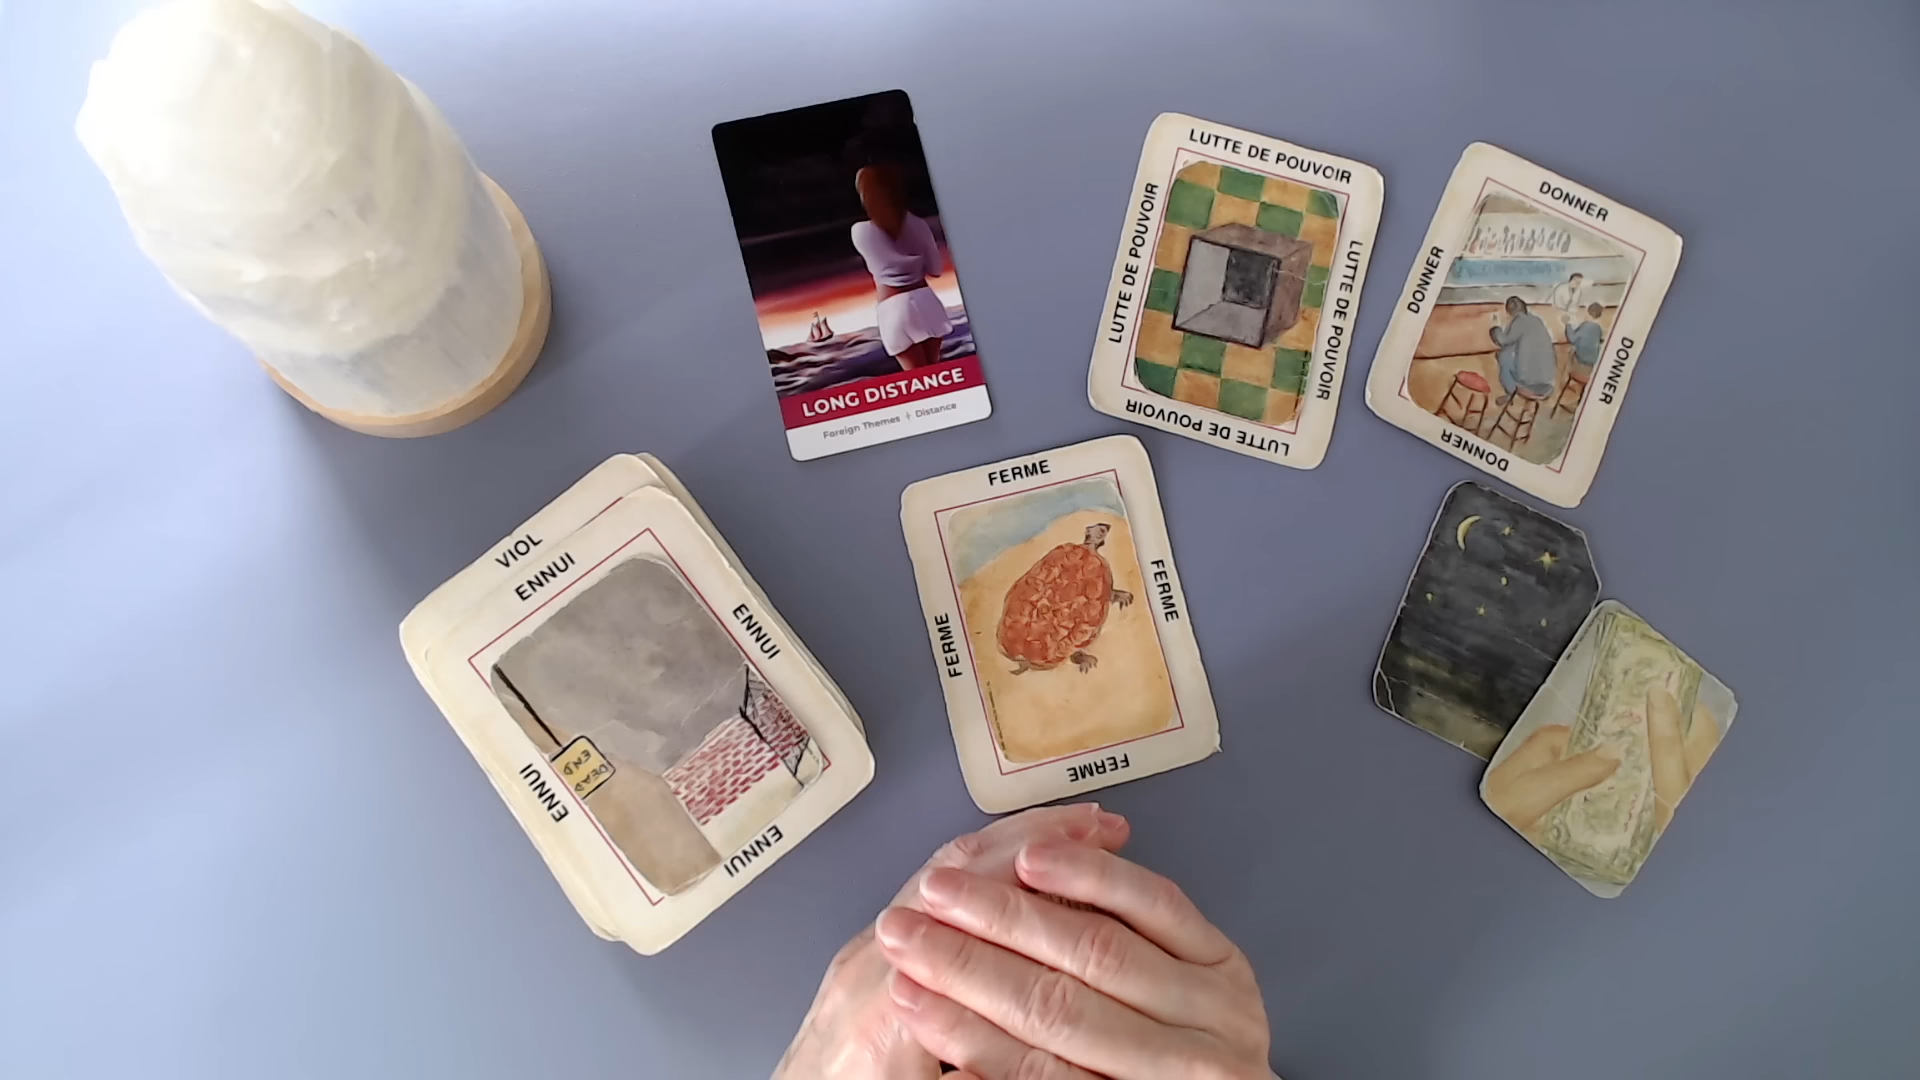 LONG DISTANCE
Foreign Themes + Distance
LUTTE DE POUVOIR
LUTTE DE POUVOIR
LUTTE DE POUVOIR
LUTTE DE POUVOIR
DONNER
DONNER
DONNER
DONNER
VIOL
ENNUI
ENNUI
ENNUI
ENNUI
DEAD
END
FERME
FERME
FERME
FERME